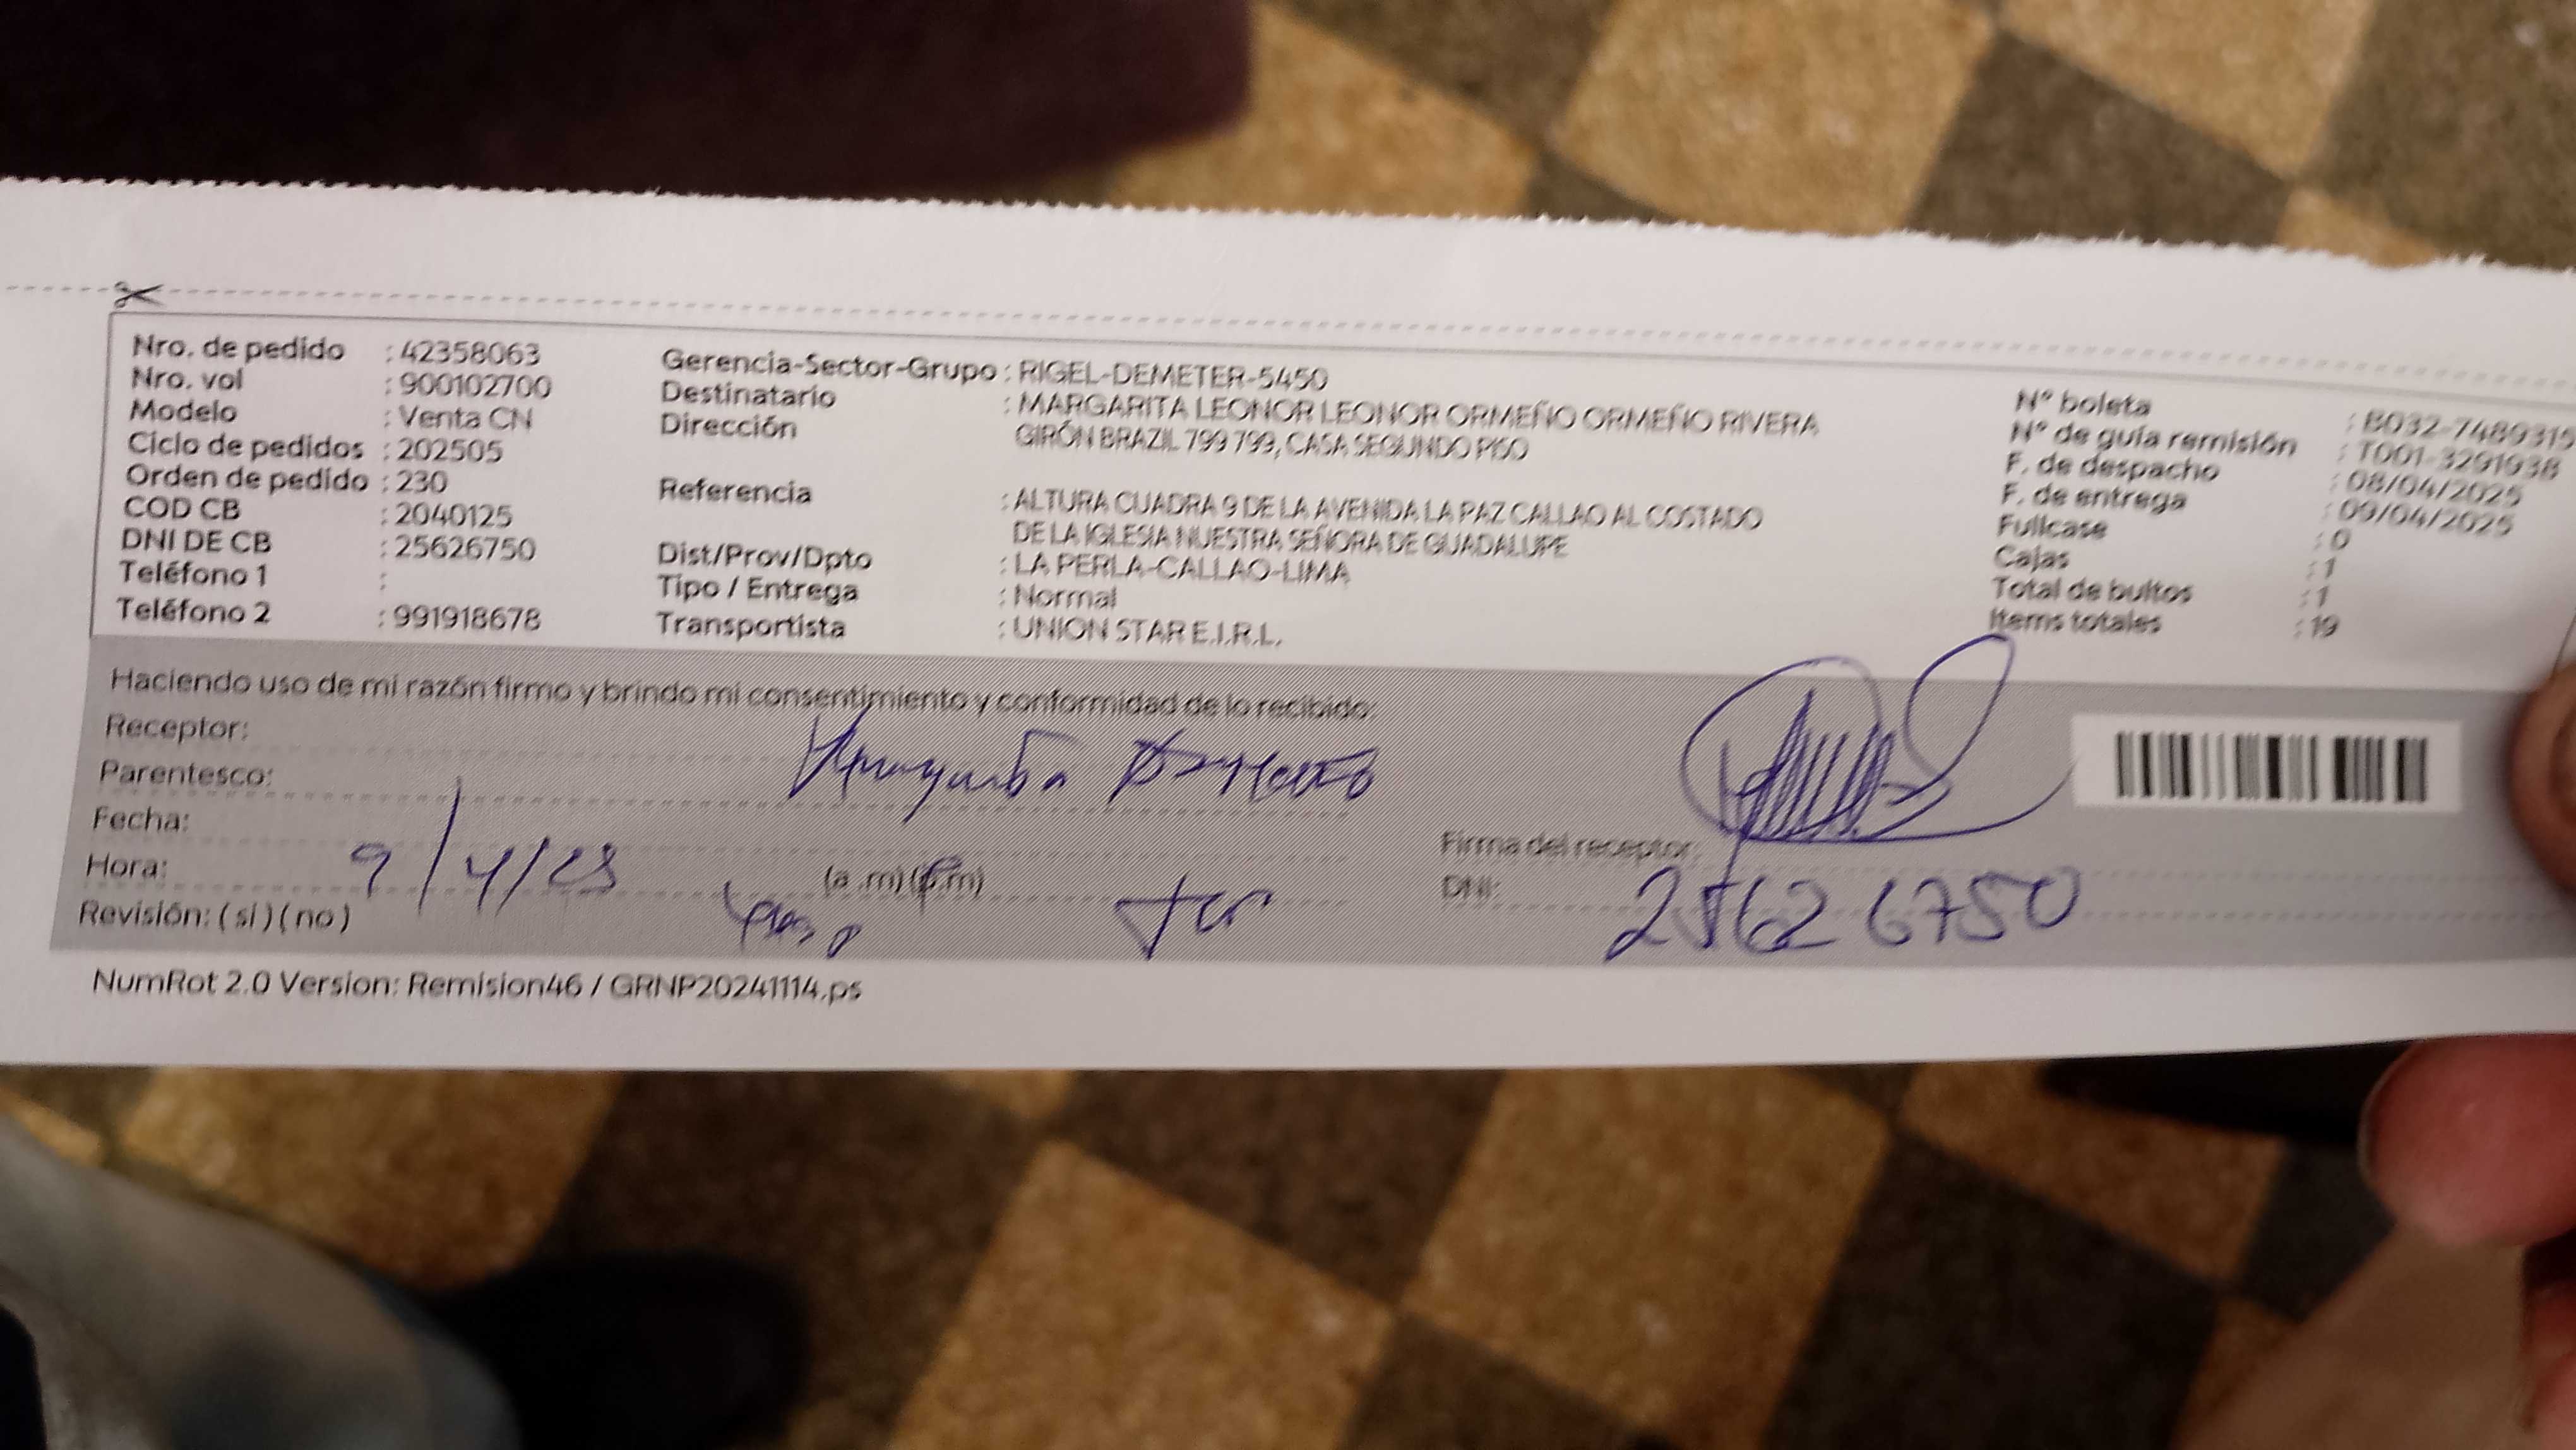 Nro. de pedido : 42358063
Nro. vol : 900102700
Modelo : Venta CN
Ciclo de pedidos : 202505
Orden de pedido : 230
COD CB : 2040125
DNI DE CB : 25626750
Teléfono 1 :
Teléfono 2 : 991918678
Gerencia-Sector-Grupo : RIGEL-DEMETER-5450
Destinatario : MARGARITA LEONOR LEONOR ORMEÑO ORMEÑO RIVERA
Dirección GIRÓN BRAZIL 799 799, CASA SEGUNDO PISO
Referencia : ALTURA CUADRA 9 DE LA AVENIDA LA PAZ CALLAO AL COSTADO
DE LA IGLESIA NUESTRA SEÑORA DE GUADALUPE
Dist/Prov/Dpto : LA PERLA-CALLAO-LIMA
Tipo / Entrega : Normal
Transportista : UNION STAR E.I.R.L.
N° boleta : B032-7489315
N° de guía remisión : T001-3291938
F. de despacho : 08/04/2025
F. de entrega : 09/04/2025
Fullcase : 0
Cajas : 1
Total de bultos : 1
Items totales : 19
Haciendo uso de mi razón firmo y brindo mi consentimiento y conformidad de lo recibido:
Receptor:
Parentesco:
Fecha:
Hora: 9/4/25 (a .m) (p.m)
Revisión: ( si ) ( no )
Firma del receptor:
DNI: 25626750
NumRot 2.0 Version: Remision46 / GRNP20241114.ps